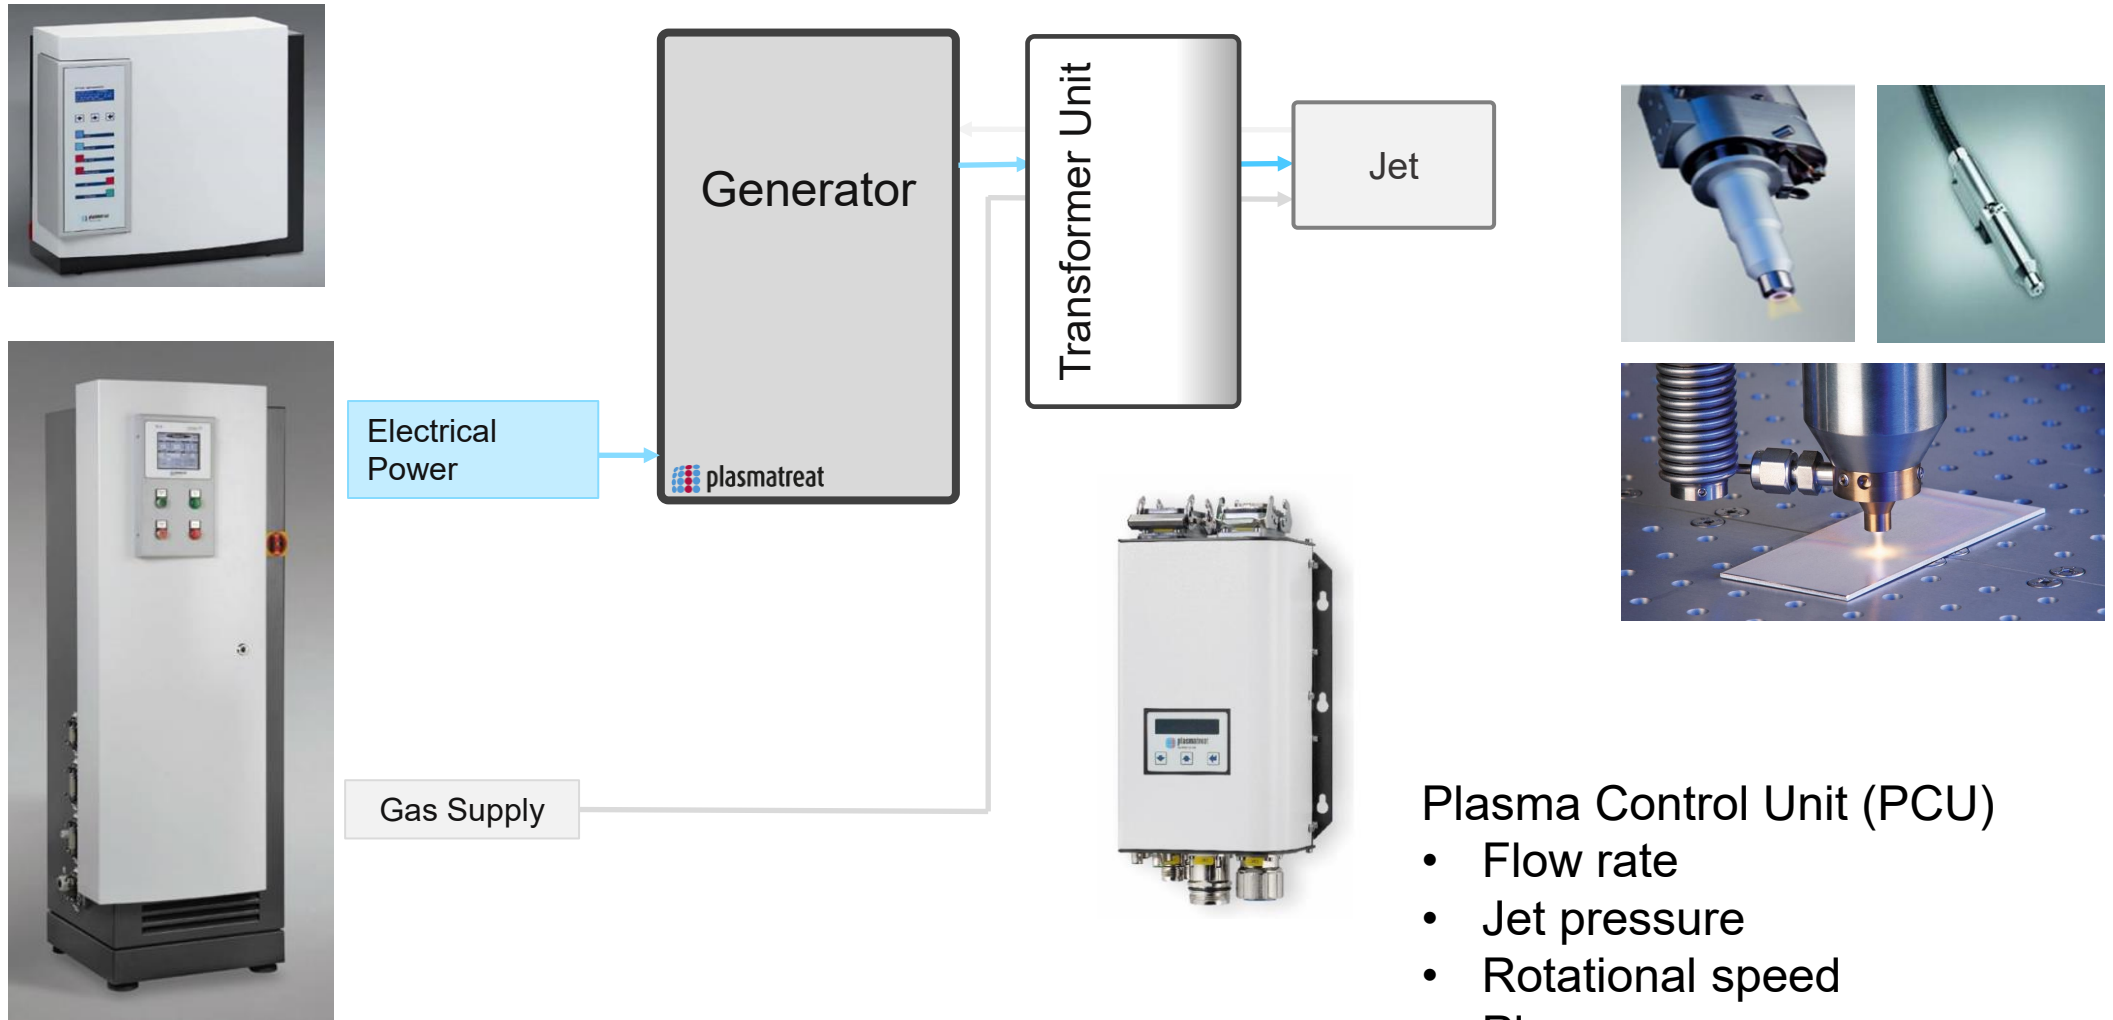 Generator
Transformer Unit
Jet
Electrical
Power
plasmatreat
Gas Supply
plasmatreat
Plasma Control Unit (PCU)
• Flow rate
• Jet pressure
• Rotational speed